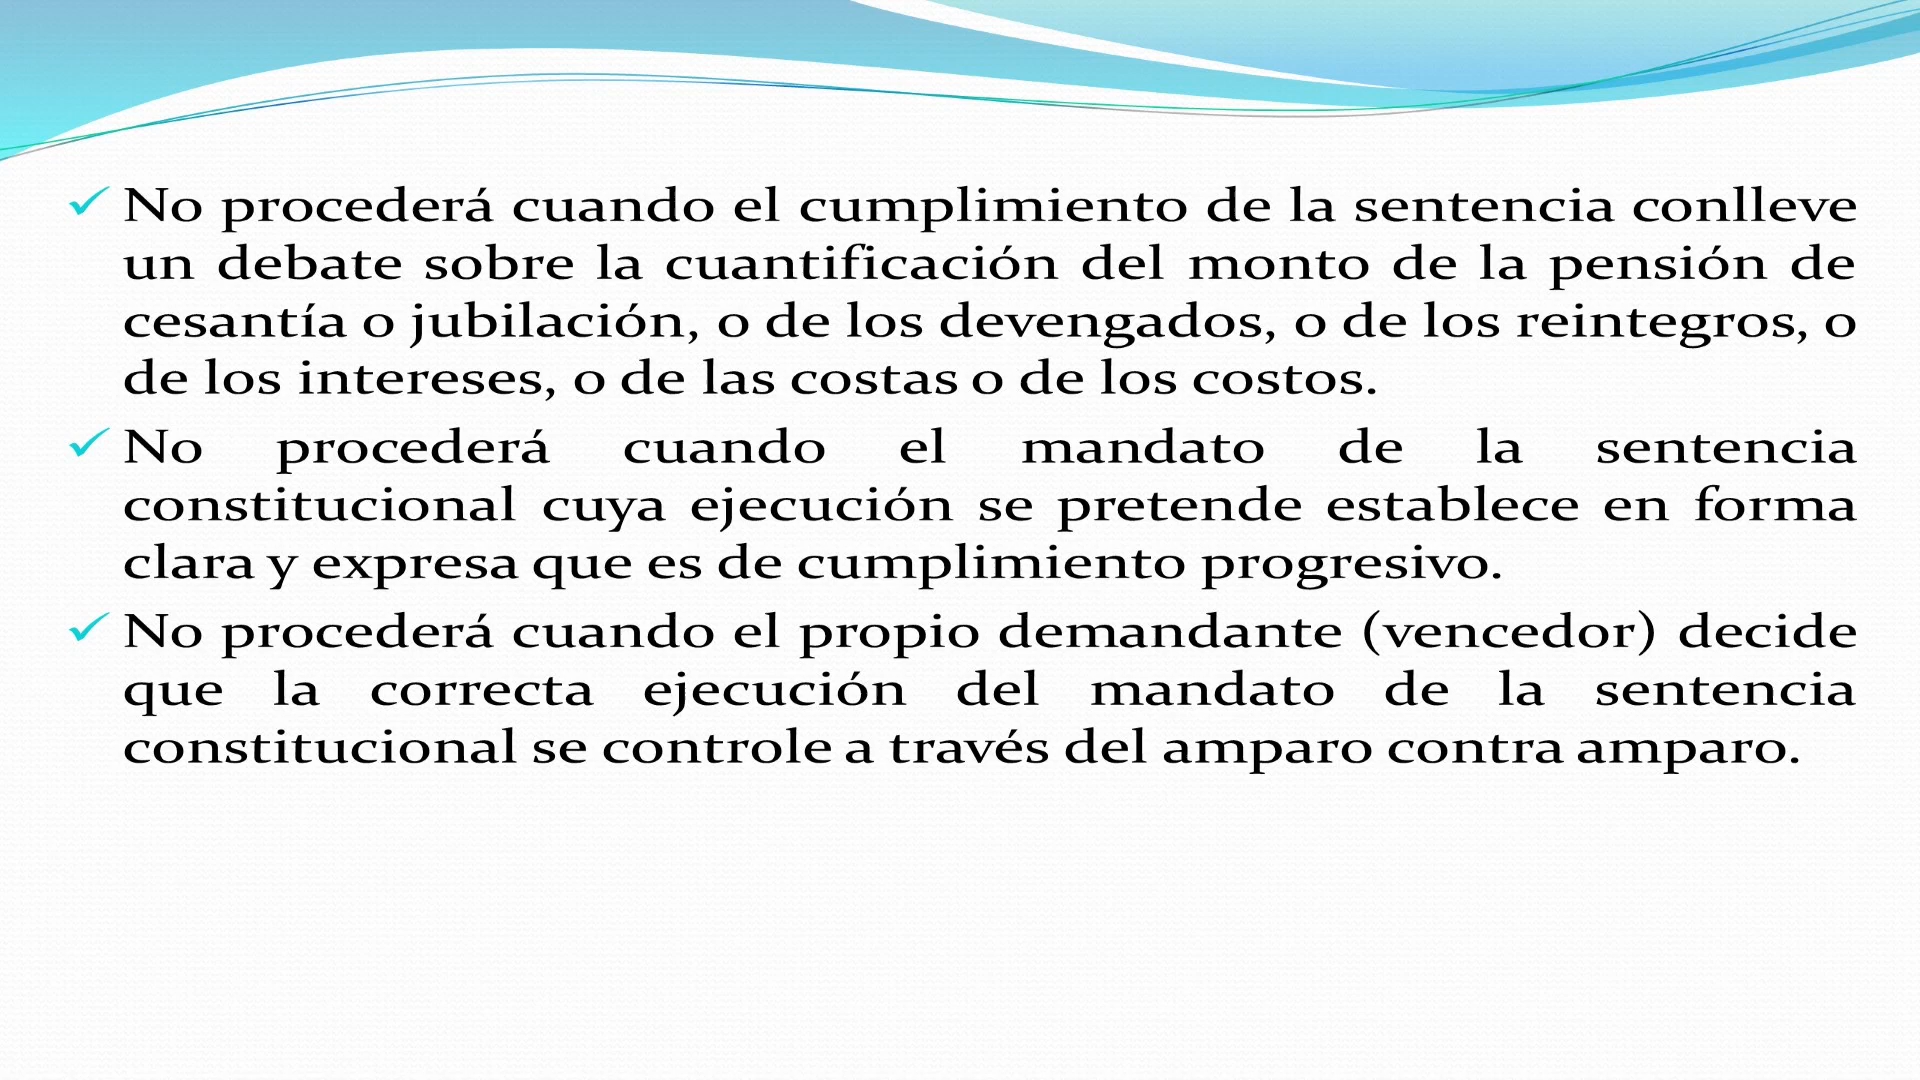 No procederá cuando el cumplimiento de la sentencia conlleve
un debate sobre la cuantificación del monto de la pensión de
cesantía o jubilación, o de los devengados, o de los reintegros, o
de los intereses, o de las costas o de los costos.
No procederá cuando el mandato de la sentencia
constitucional cuya ejecución se pretende establece en forma
clara y expresa que es de cumplimiento progresivo.
No procederá cuando el propio demandante (vencedor) decide
que la correcta ejecución del mandato de la sentencia
constitucional se controle a través del amparo contra amparo.